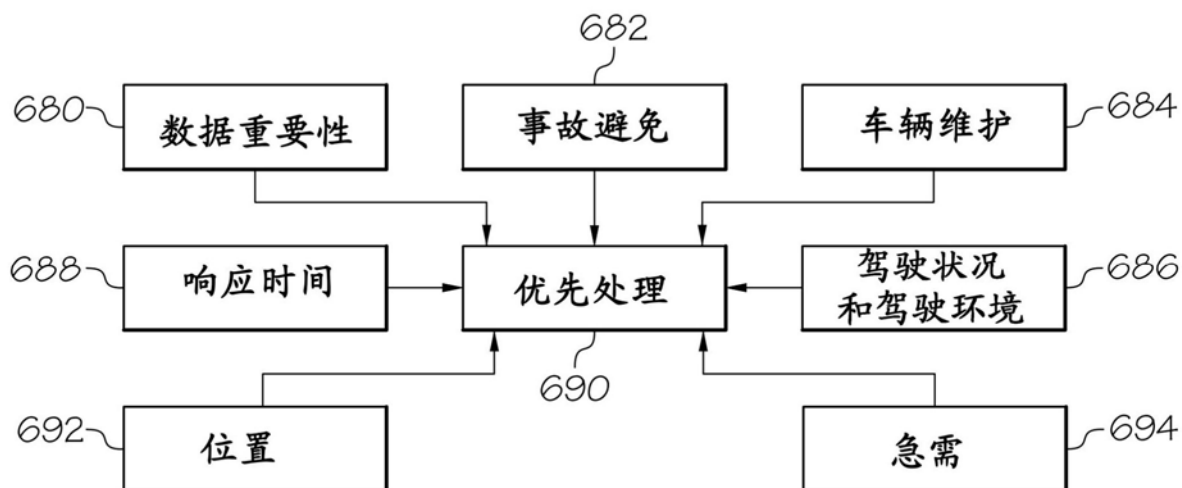 682
680
数据重要性
事故避免
车辆维护
684
688
响应时间
优先处理
驾驶状况
和驾驶环境
686
690
692
位置
急需
694